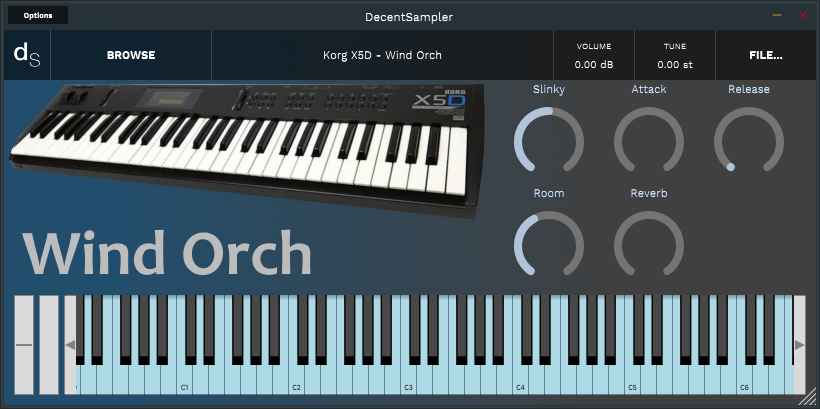 Options
DecentSampler
dS
BROWSE
Korg X5D - Wind Orch
VOLUME
0.00 dB
TUNE
0.00 st
FILE...
Slinky
Attack
Release
KORG
X5D
Room
Reverb
Wind Orch
C1
C2
C3
C4
C5
C6